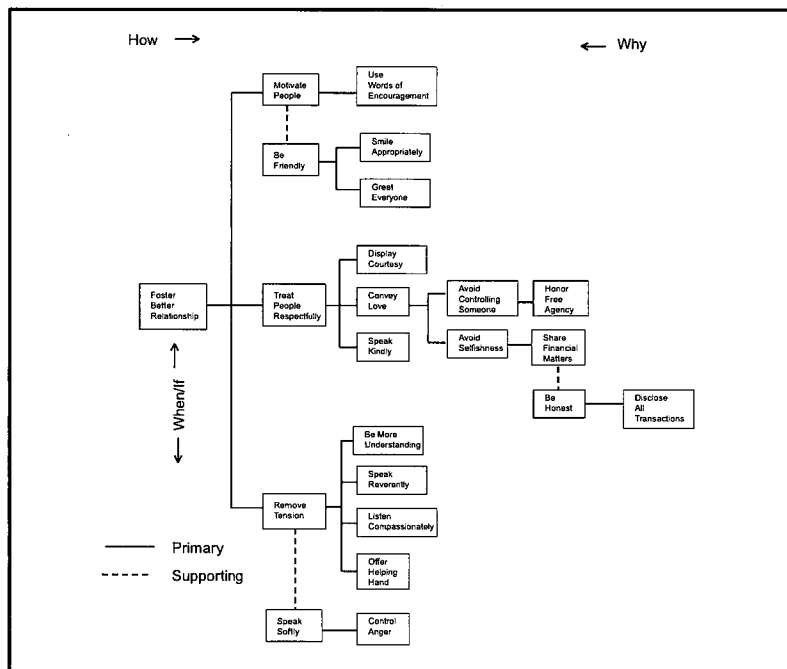 How
Why
Motivate
People
Use
Words of
Encouragement
Be
Friendly
Smile
Appropriately
Great
Everyone
Foster
Better
Relationship
Treat
People
Respectfully
Display
Courtesy
Convey
Love
Speak
Kindly
Avoid
Controlling
Someone
Honor
Free
Agency
Avoid
Selfishness
Share
Financial
Matters
Be
Honest
Disclose
All
Transactions
When/If
Remove
Tension
Be More
Understanding
Speak
Reverently
Listen
Compassionately
Offer
Helping
Hand
Speak
Softly
Control
Anger
Primary
Supporting